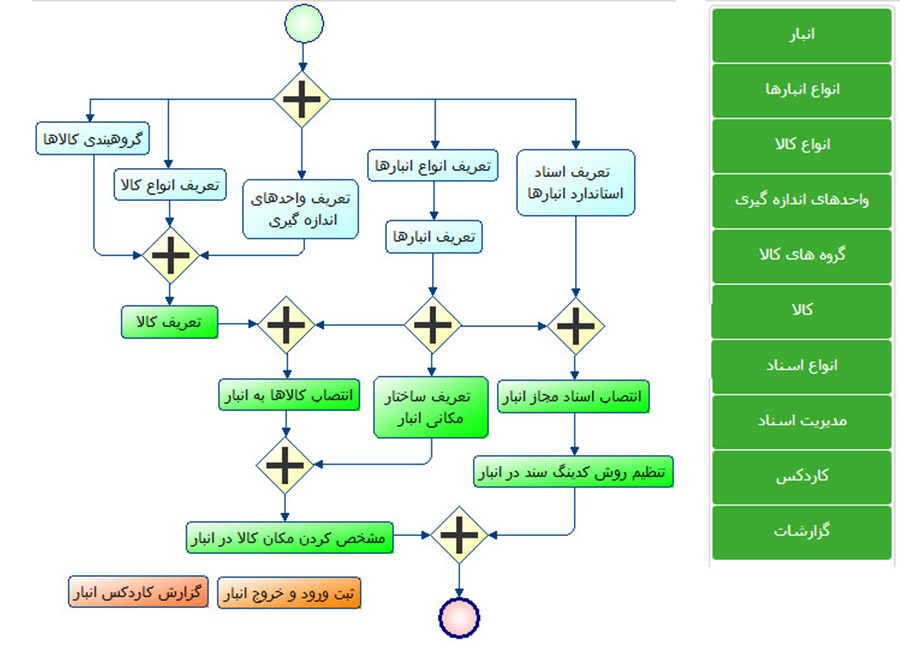 گروهبندی کالاها
تعریف انواع کالا
تعریف واحدهای
اندازه گیری
تعریف انواع انبارها
تعریف اسناد
استاندارد انبارها
تعریف انبارها
تعریف کالا
انتصاب کالاها به انبار
تعریف ساختار
مکانی انبار
انتصاب اسناد مجاز انبار
تنظیم روش کدینگ سند در انبار
مشخص کردن مکان کالا در انبار
گزارش کاردکس انبار
ثبت ورود و خروج انبار
انبار
انواع انبارها
انواع کالا
واحدهای اندازه گیری
گروه های کالا
کالا
انواع اسناد
مدیریت اسناد
کاردکس
گزارشات